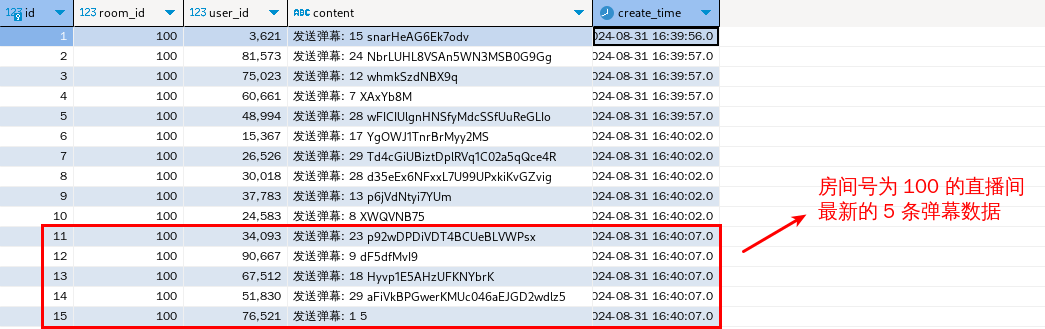 123 id 123 room_id 123 user_id ABC content create_time
1 100 3,621 发送弹幕: 15 snarHeAG6Ek7odv 024-08-31 16:39:56.0
2 100 81,573 发送弹幕: 24 NbrLUHL8VSAn5WN3MSB0G9Gg 024-08-31 16:39:57.0
3 100 75,023 发送弹幕: 12 whmkSzdNBX9q 024-08-31 16:39:57.0
4 100 60,661 发送弹幕: 7 XAxYb8M 024-08-31 16:39:57.0
5 100 48,994 发送弹幕: 28 wFICIUlgnHNSfyMdcSSfUuReGLIo 024-08-31 16:39:57.0
6 100 15,367 发送弹幕: 17 YgOWJ1TnrBrMyy2MS 024-08-31 16:40:02.0
7 100 26,526 发送弹幕: 29 Td4cGiUBiztDplRVq1C02a5qQce4R 024-08-31 16:40:02.0
8 100 30,018 发送弹幕: 28 d35eEx6NFxxL7U99UPxkiKvGZvig 024-08-31 16:40:02.0
9 100 37,783 发送弹幕: 13 p6jVdNtyi7YUm 024-08-31 16:40:02.0
10 100 24,583 发送弹幕: 8 XWQVNB75 024-08-31 16:40:02.0
11 100 34,093 发送弹幕: 23 p92wDPDiVDT4BCUeBLVWPsx 024-08-31 16:40:07.0
12 100 90,667 发送弹幕: 9 dF5dfMvI9 024-08-31 16:40:07.0
13 100 67,512 发送弹幕: 18 Hyvp1E5AHzUFKNYbrK 024-08-31 16:40:07.0
14 100 51,830 发送弹幕: 29 aFiVkBPGwerKMUc046aEJGD2wdlz5 024-08-31 16:40:07.0
15 100 76,521 发送弹幕: 1 5 024-08-31 16:40:07.0
房间号为 100 的直播间
最新的 5 条弹幕数据